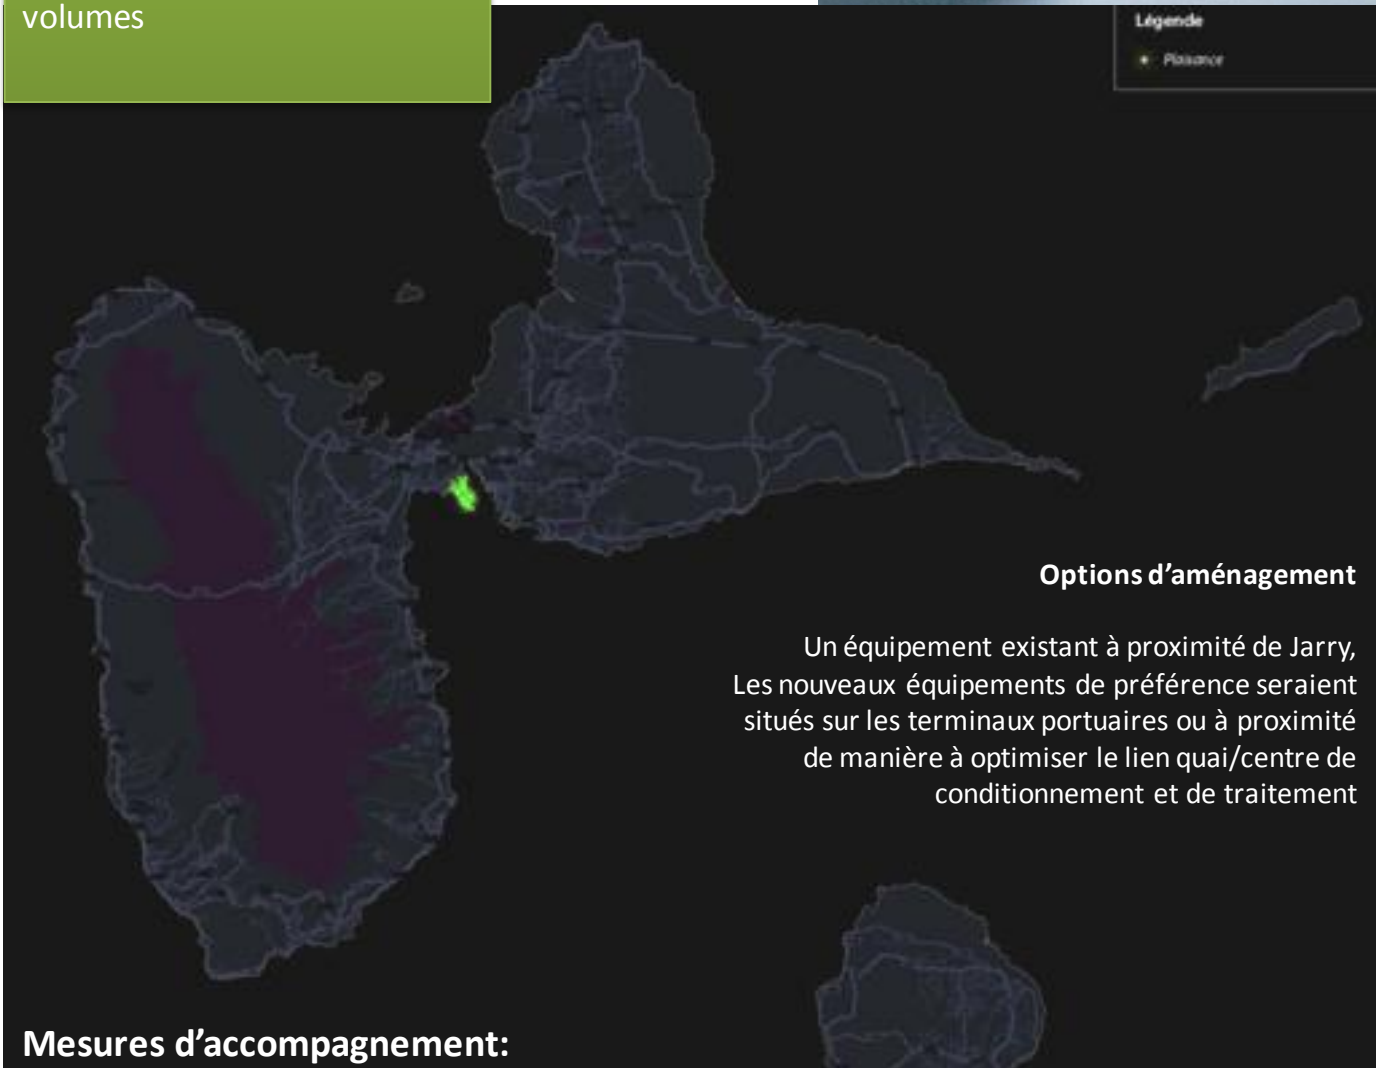 volumes
Légende
Plaisance
Options d'aménagement
Un équipement existant à proximité de Jarry,
Les nouveaux équipements de préférence seraient
situés sur les terminaux portuaires ou à proximité
de manière à optimiser le lien quai/centre de
conditionnement et de traitement
Mesures d'accompagnement: